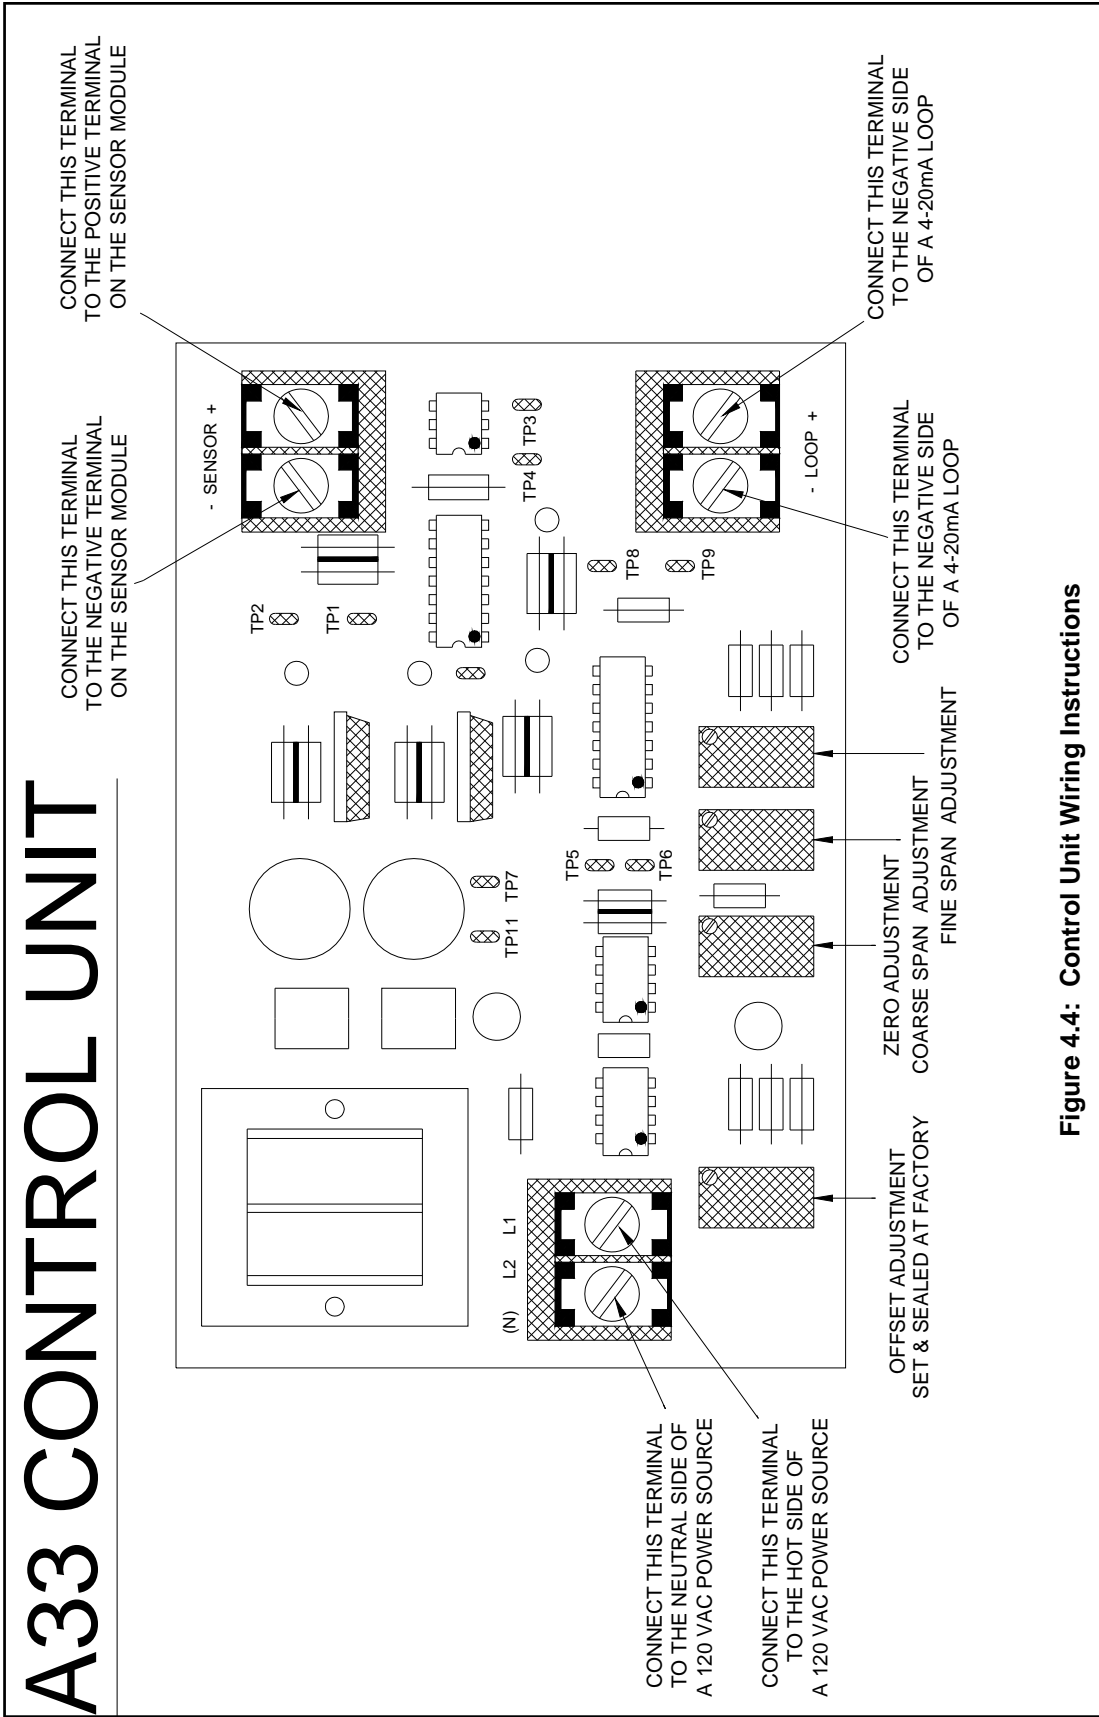 A33 CONTROL UNIT
CONNECT THIS TERMINAL
TO THE NEGATIVE TERMINAL
ON THE SENSOR MODULE
CONNECT THIS TERMINAL
TO THE POSITIVE TERMINAL
ON THE SENSOR MODULE
- SENSOR +
TP2
TP1
TP4
TP3
TP11
TP7
TP5
TP6
TP8
TP9
(N)
L2
L1
- LOOP +
CONNECT THIS TERMINAL
TO THE NEUTRAL SIDE OF
A 120 VAC POWER SOURCE
CONNECT THIS TERMINAL
TO THE HOT SIDE OF
A 120 VAC POWER SOURCE
OFFSET ADJUSTMENT
SET & SEALED AT FACTORY
ZERO ADJUSTMENT
COARSE SPAN ADJUSTMENT
FINE SPAN ADJUSTMENT
CONNECT THIS TERMINAL
TO THE NEGATIVE SIDE
OF A 4-20mA LOOP
CONNECT THIS TERMINAL
TO THE NEGATIVE SIDE
OF A 4-20mA LOOP
Figure 4.4: Control Unit Wiring Instructions